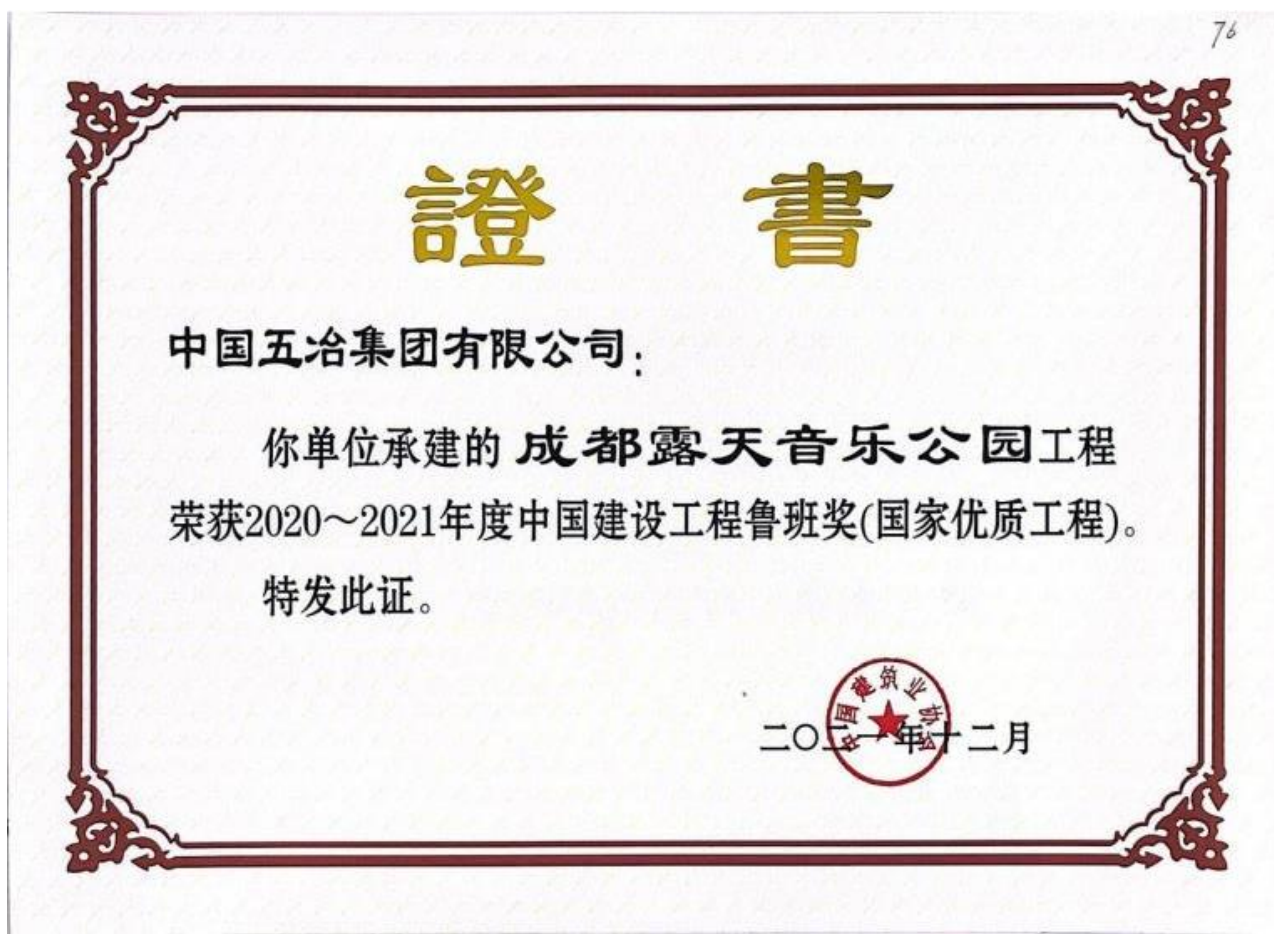 76
證 書
中国五冶集团有限公司：
你单位承建的 成都露天音乐公园工程
荣获2020～2021年度中国建设工程鲁班奖(国家优质工程)。
特发此证。
中国建筑业协会
二〇二一年十二月